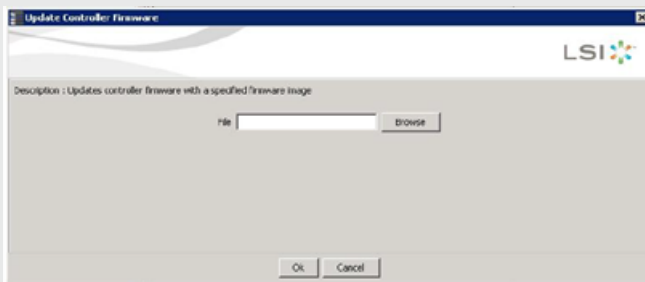 Update Controller Firmware
LSI
Description : Updates controller firmware with a specified firmware image
File
Browse
Ok
Cancel